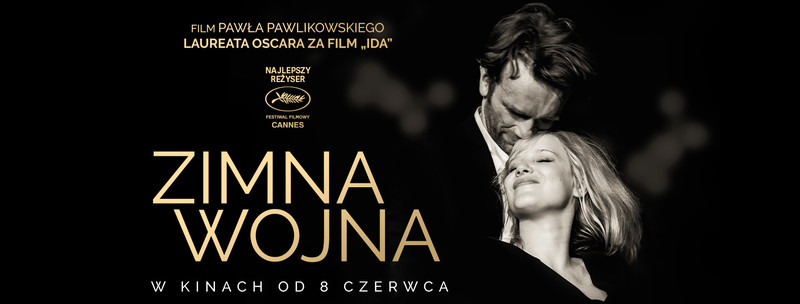 FILM PAWŁA PAWLIKOWSKIEGO
LAUREATA OSCARA ZA FILM „IDA”
NAJLEPSZY
REŻYSER
FESTIWAL FILMOWY
CANNES
ZIMNA
WOJNA
W KINACH OD 8 CZERWCA